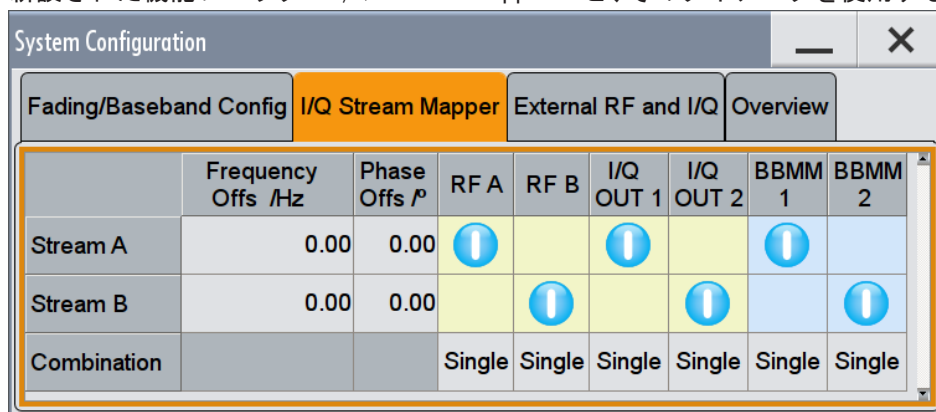 System Configuration
Fading/Baseband Config I/Q Stream Mapper External RF and I/Q Overview
Frequency Offs /Hz Phase Offs /° RF A RF B I/Q OUT 1 I/Q OUT 2 BBMM 1 BBMM 2
Stream A 0.00 0.00
Stream B 0.00 0.00
Combination Single Single Single Single Single Single